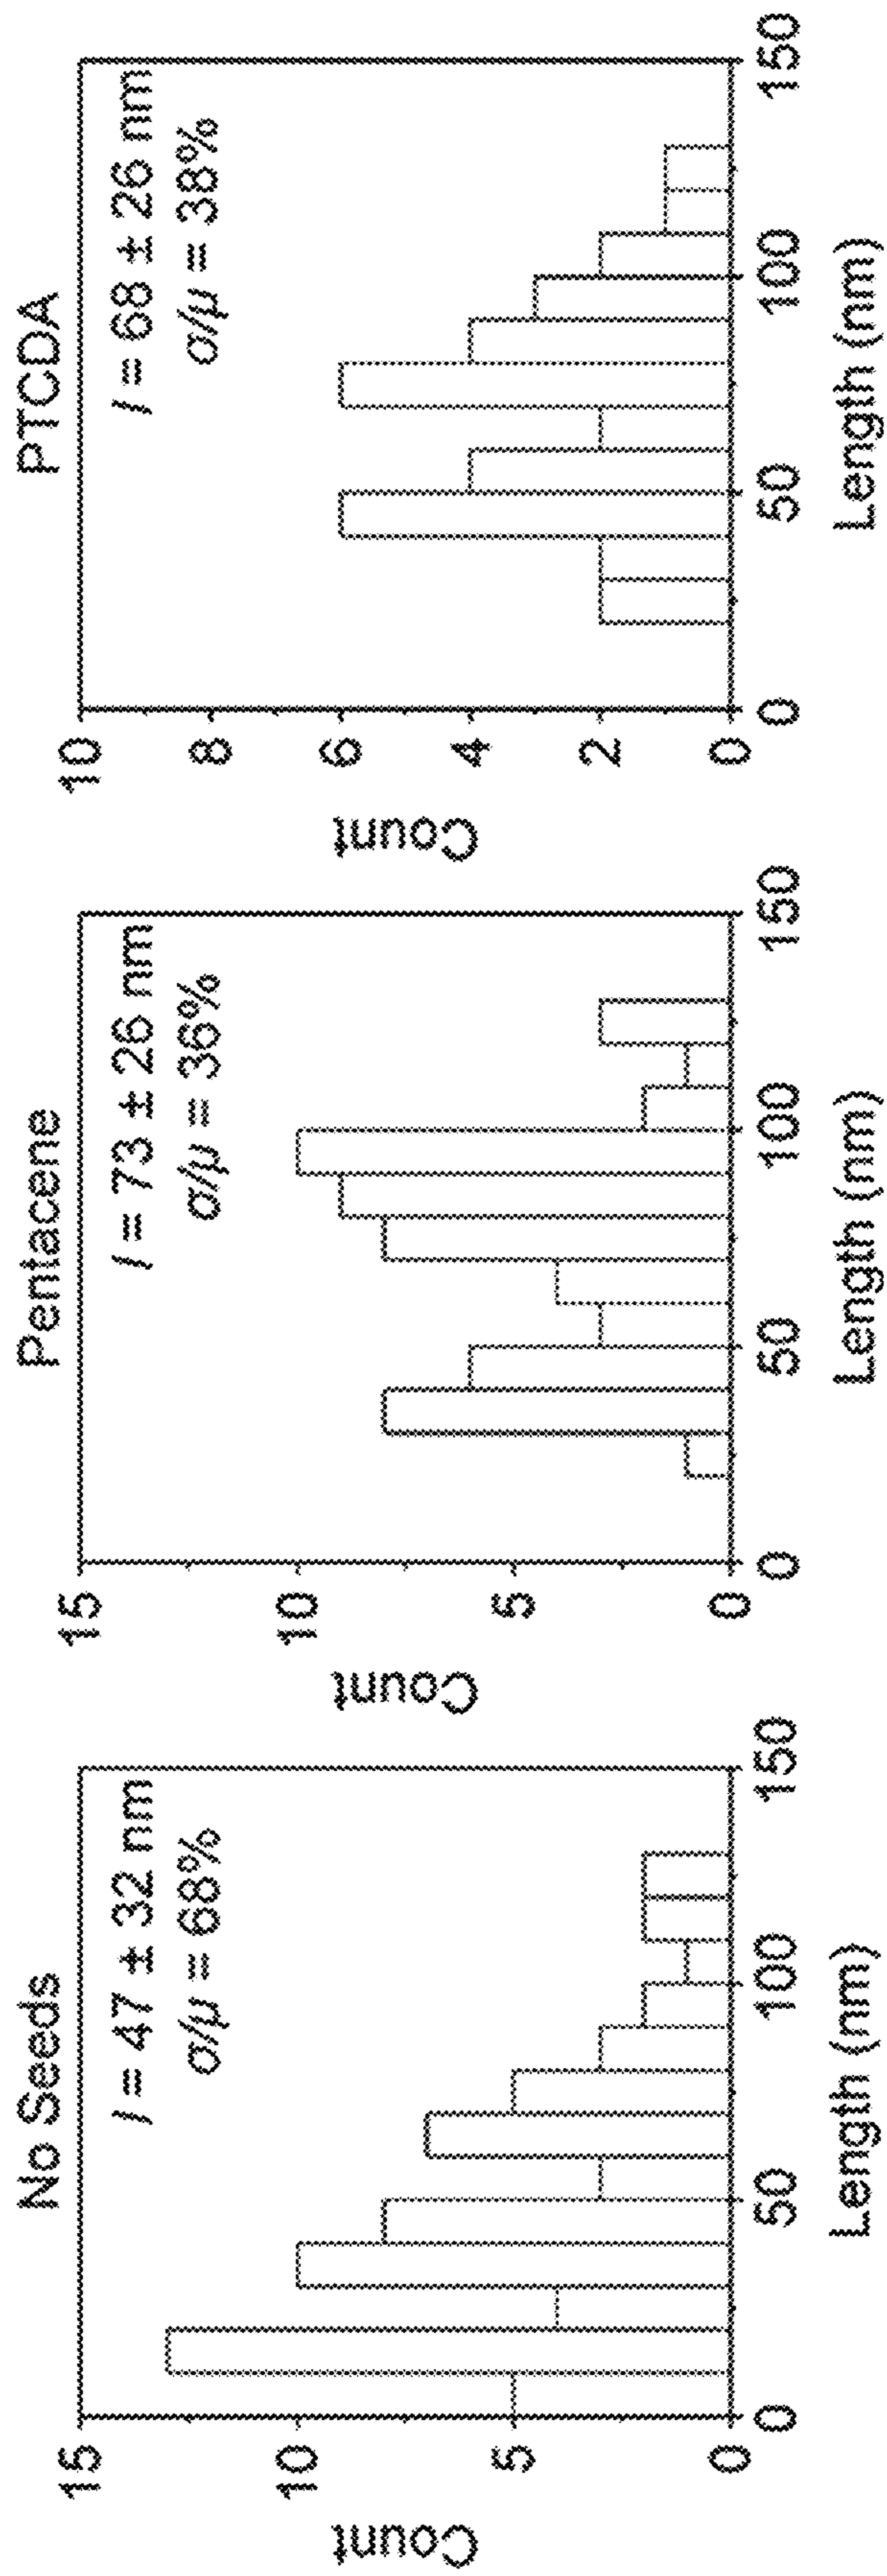 No Seeds
l = 47 ± 32 nm
σ/μ = 68%
15
10
5
0
Count
0
50
100
150
Length (nm)
Pentacene
l = 73 ± 26 nm
σ/μ = 36%
15
10
5
0
Count
0
50
100
150
Length (nm)
PTCDA
l = 68 ± 26 nm
σ/μ = 38%
10
8
6
4
2
0
Count
0
50
100
150
Length (nm)